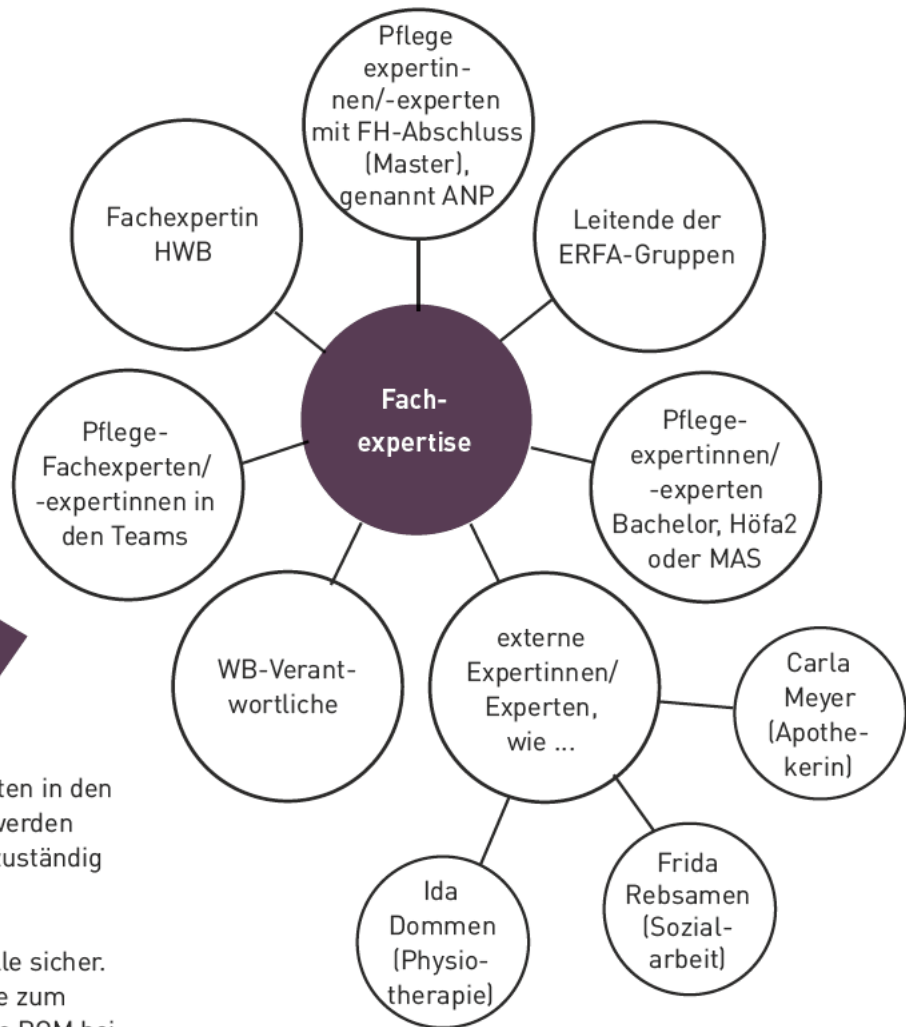 Pflege
expertin-
nen/-experten
mit FH-Abschluss
(Master),
genannt ANP
Fachexpertin
HWB
Leitende der
ERFA-Gruppen
Fach-
expertise
Pflege-
Fachexperten/
-expertinnen in
den Teams
Pflege-
expertinnen/
-experten
Bachelor, Höfa2
oder MAS
WB-Verant-
wortliche
externe
Expertinnen/
Experten,
wie ...
Carla
Meyer
(Apothe-
kerin)
Ida
Dommen
(Physio-
therapie)
Frida
Rebsamen
(Sozial-
arbeit)
ten in den
werden
zuständig
le sicher.
e zum